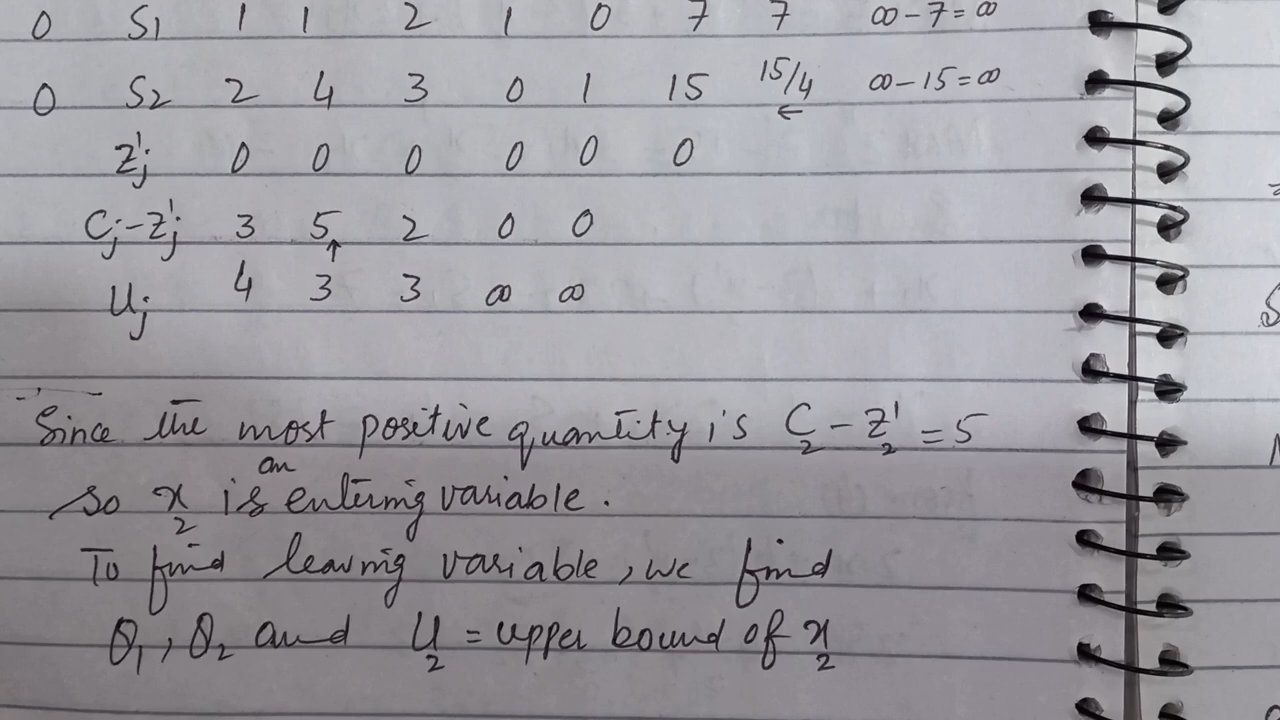 0 S1 1 1 2 1 0 7 7 ∞-7=∞
0 S2 2 4 3 0 1 15 15/4 ∞-15=∞
←
Z'j 0 0 0 0 0 0
Cj-Z'j 3 5↑ 2 0 0
Uj 4 3 3 ∞ ∞
Since the most positive quantity is C2-Z'2=5
so x2 is an entering variable.
To find leaving variable, we find
θ1, θ2 and U2 = upper bound of x2